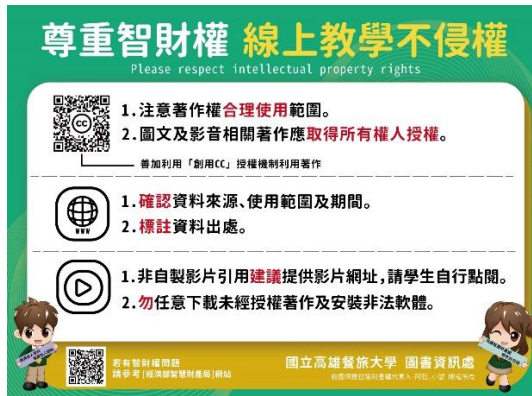 尊重智財權 線上教學不侵權
Please respect intellectual property rights
CC
1.注意著作權合理使用範圍。
2.圖文及影音相關著作應取得所有權人授權。
善加利用「創用CC」授權機制利用著作
WWW
1.確認資料來源、使用範圍及期間。
2.標註資料出處。
1.非自製影片引用建議提供影片網址,請學生自行點閱。
2.勿任意下載未經授權著作及安裝非法軟體。
若有智財權問題
請參考[經濟部智慧財產局]網站
國立高雄餐旅大學 圖書資訊處